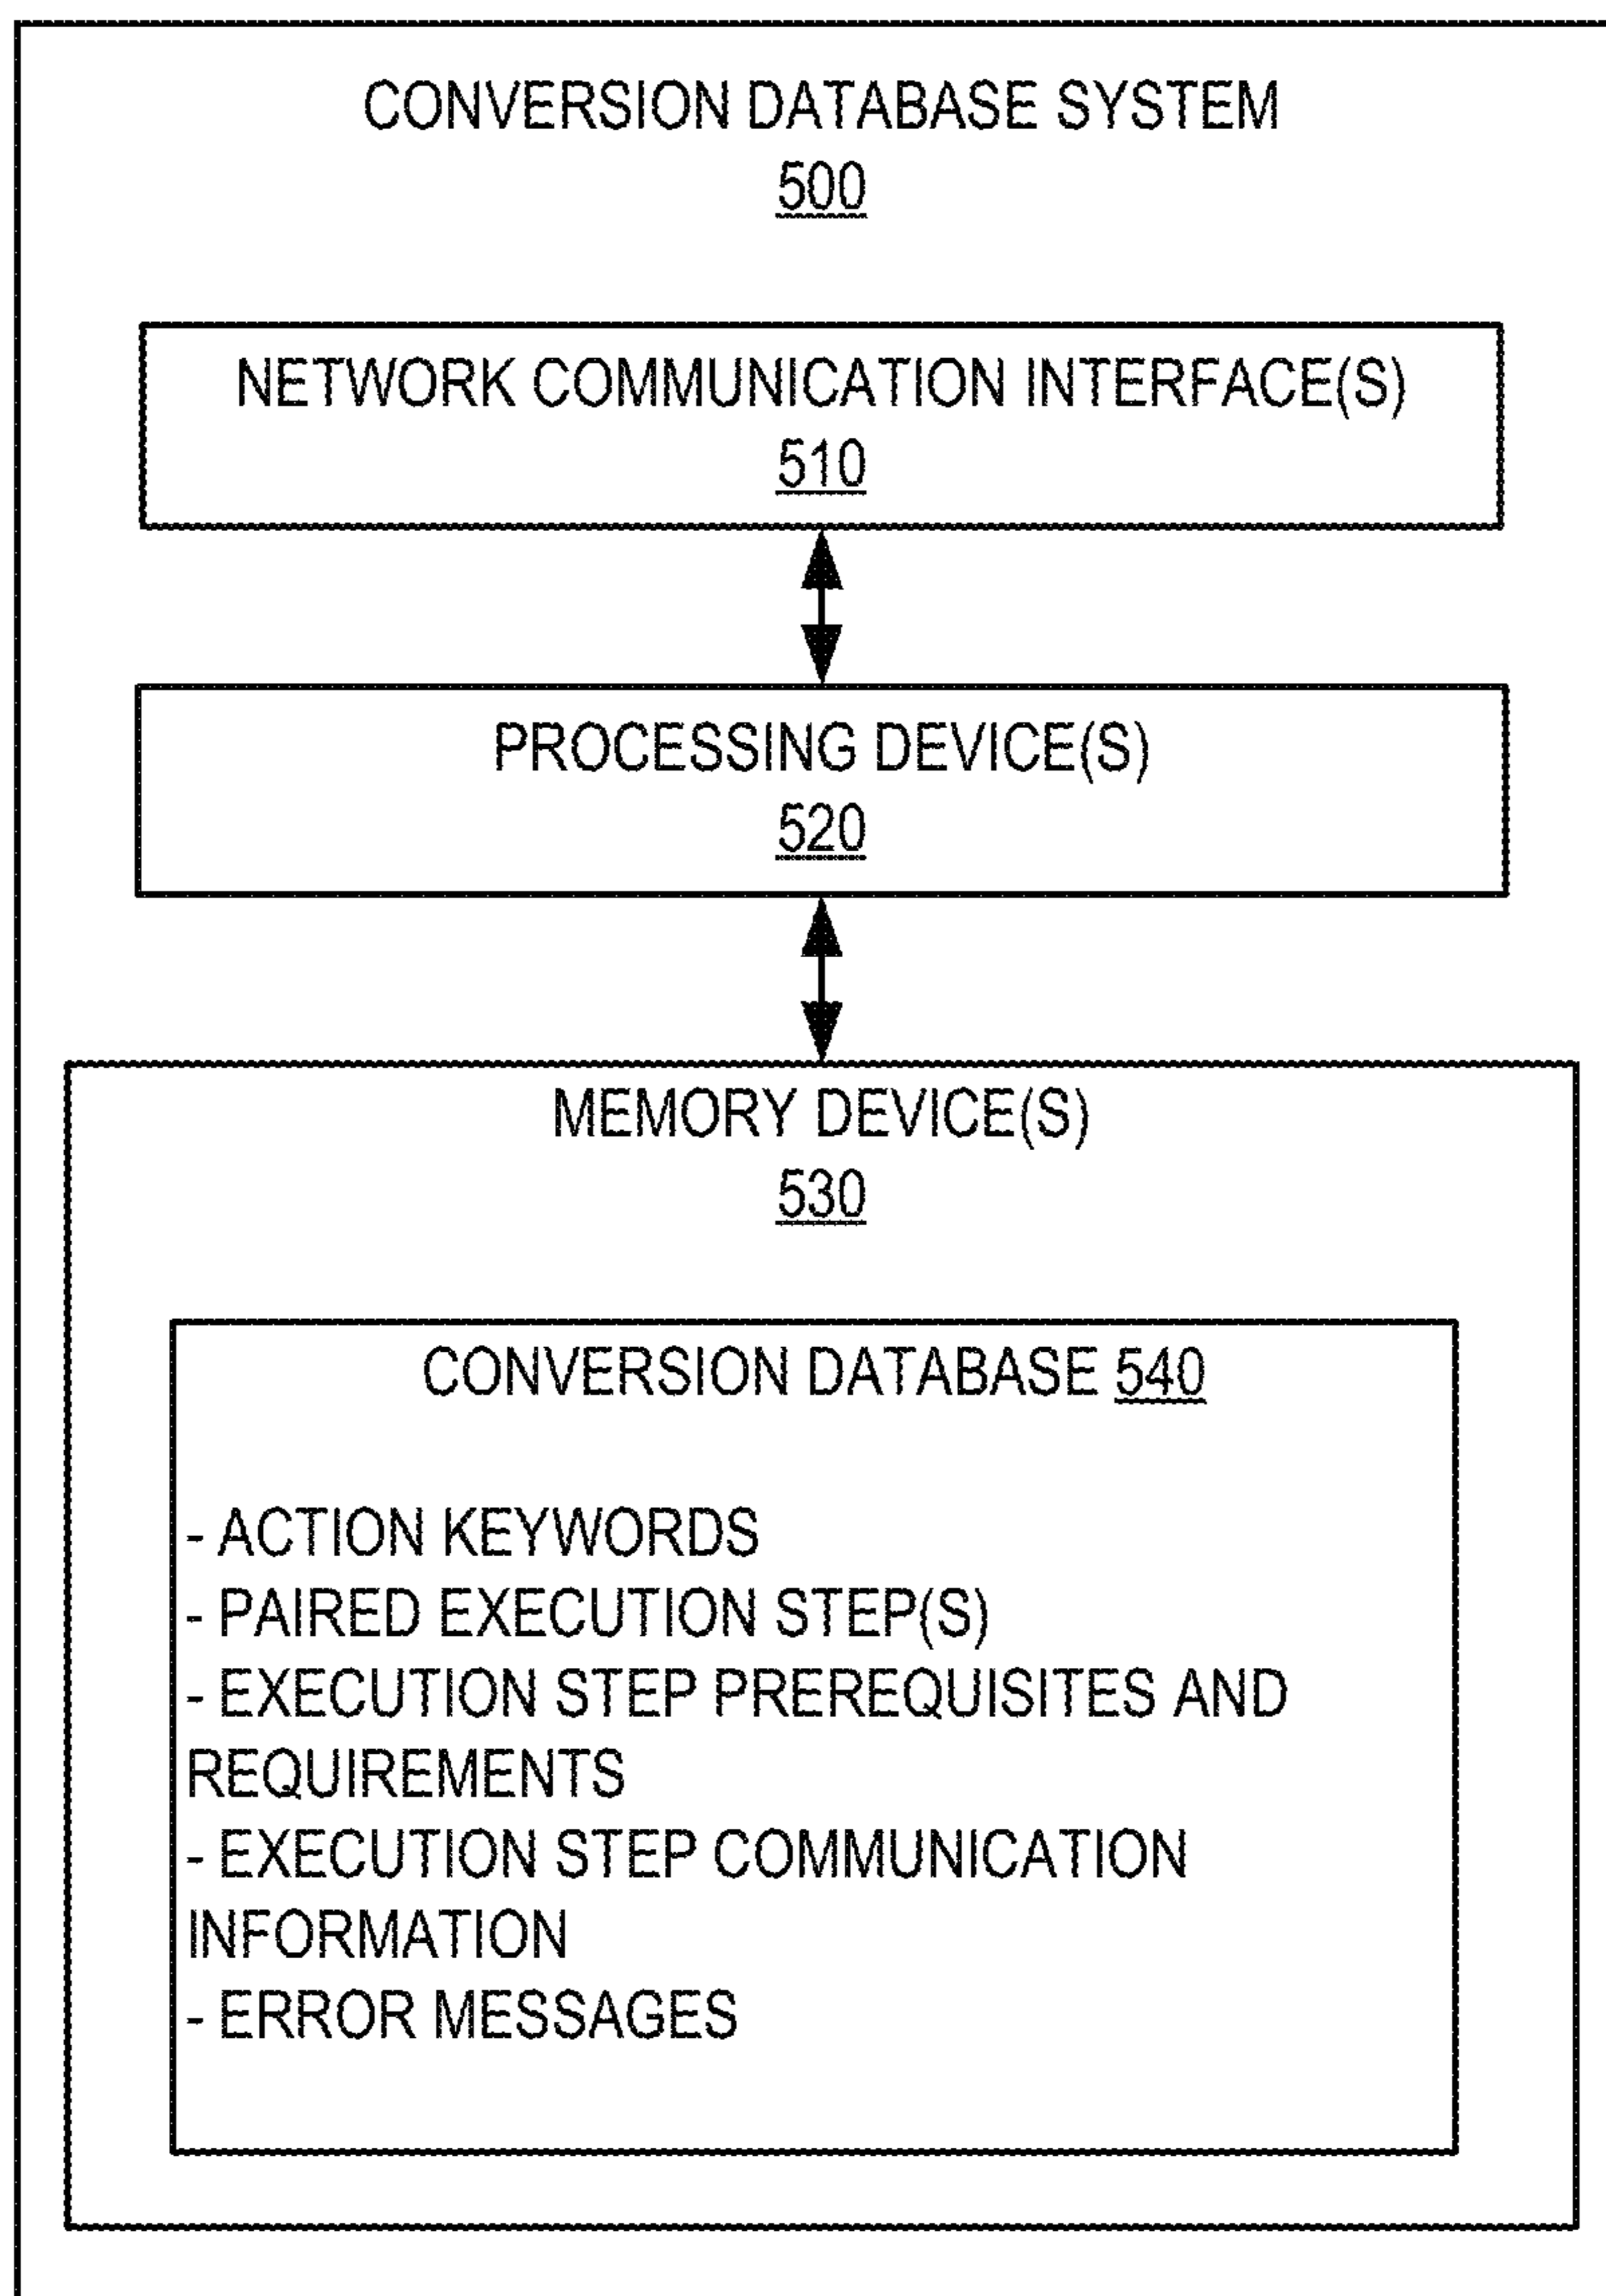 CONVERSION DATABASE SYSTEM
500
NETWORK COMMUNICATION INTERFACE(S)
510
PROCESSING DEVICE(S)
520
MEMORY DEVICE(S)
530
CONVERSION DATABASE 540
- ACTION KEYWORDS
- PAIRED EXECUTION STEP(S)
- EXECUTION STEP PREREQUISITES AND
REQUIREMENTS
- EXECUTION STEP COMMUNICATION
INFORMATION
- ERROR MESSAGES